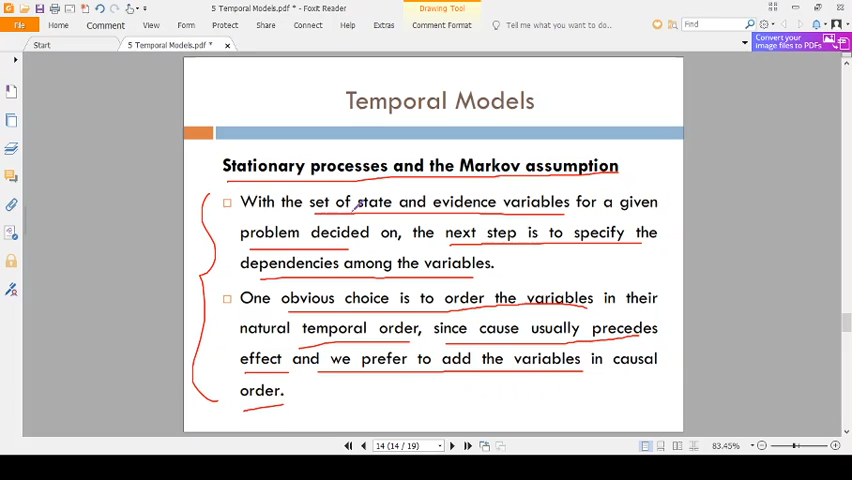 5 Temporal Models.pdf * - Foxit Reader
Drawing Tool
File Home Comment View Form Protect Share Connect Help Extras Comment Format Tell me what you want to do... Find
Start 5 Temporal Models.pdf *
Convert your
image files to PDFs
Temporal Models
Stationary processes and the Markov assumption
With the set of state and evidence variables for a given
problem decided on, the next step is to specify the
dependencies among the variables.
One obvious choice is to order the variables in their
natural temporal order, since cause usually precedes
effect and we prefer to add the variables in causal
order.
14 (14 / 19) 83.45%